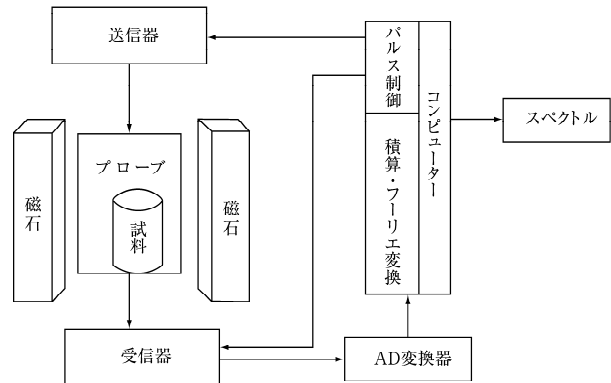 送信器
パルス制御
コンピューター
スペクトル
プローブ
磁石
試料
磁石
積算・フーリエ変換
受信器
AD変換器